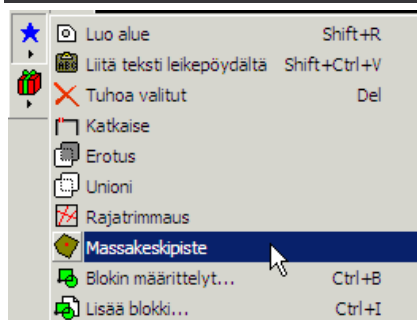 Luo alue Shift+R
Liitä teksti leikepöydältä Shift+Ctrl+V
Tuhoa valitut Del
Katkaise
Erotus
Unioni
Rajatrimmaus
Massakeskipiste
Blokin määrittelyt... Ctrl+B
Lisää blokki... Ctrl+I